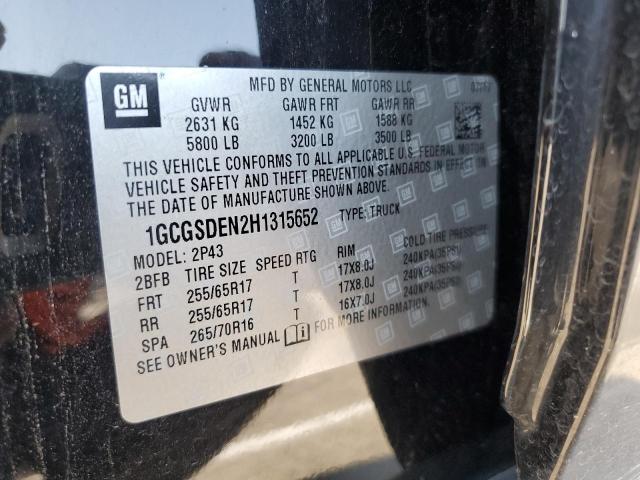 GM
MFD BY GENERAL MOTORS LLC
GVWR GAWR FRT GAWR RR
2631 KG 1452 KG 1588 KG
5800 LB 3200 LB 3500 LB
THIS VEHICLE CONFORMS TO ALL APPLICABLE U.S. FEDERAL MOTOR
VEHICLE SAFETY AND THEFT PREVENTION STANDARDS IN EFFECT ON
THE DATE OF MANUFACTURE SHOWN ABOVE.
1GCGSDEN2H1315652 TYPE: TRUCK
MODEL: 2P43
2BFB TIRE SIZE SPEED RTG RIM COLD TIRE PRESSURE
FRT 255/65R17 T 17X8.0J 240KPA(35PSI)
RR 255/65R17 T 17X8.0J 240KPA(35PSI)
SPA 265/70R16 T 16X7.0J 240KPA(35PSI)
SEE OWNER'S MANUAL FOR MORE INFORMATION.